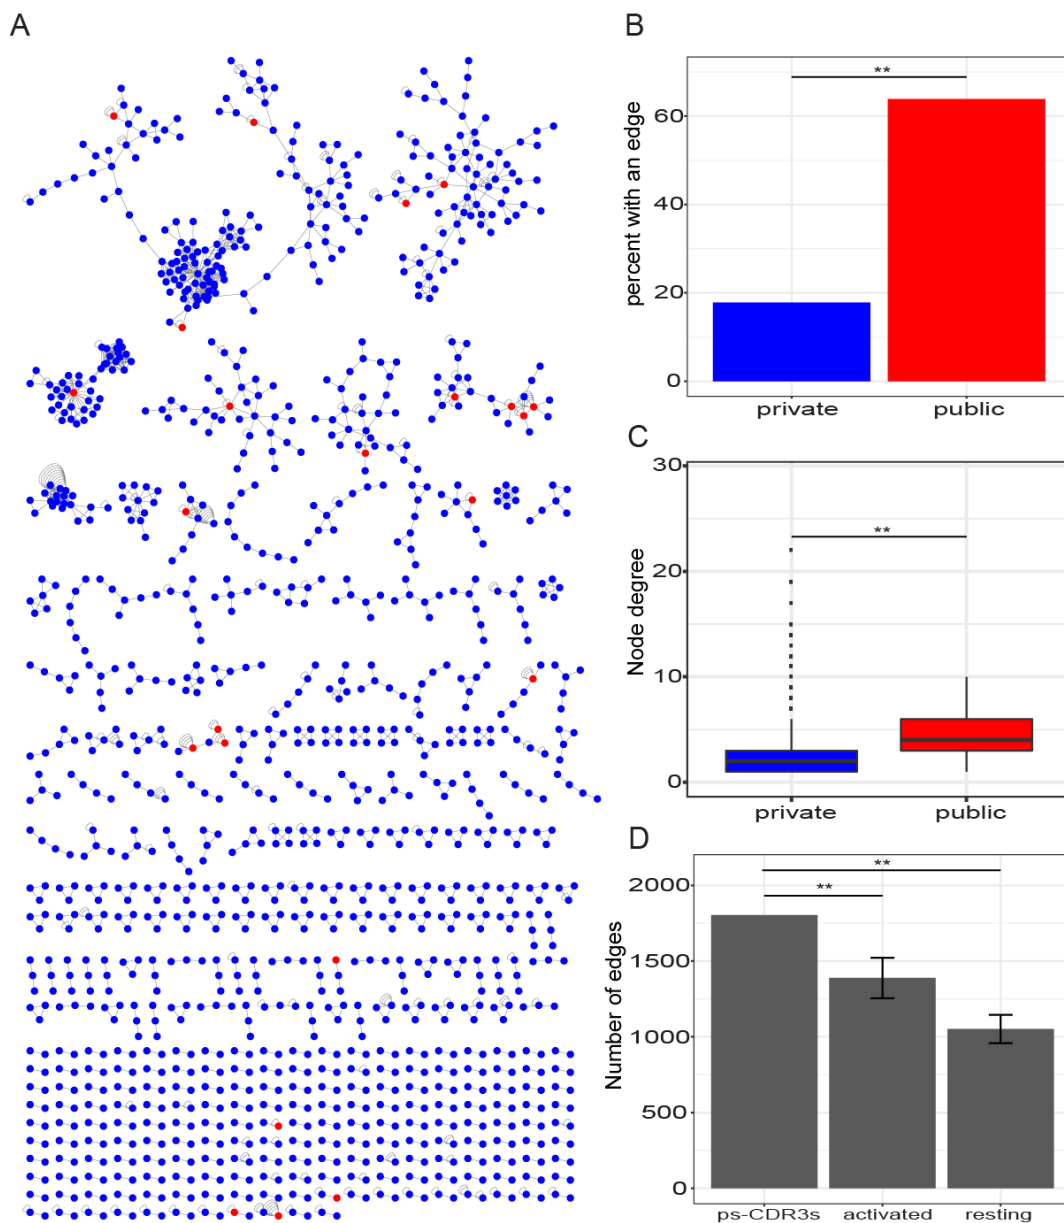 A
B
percent with an edge
60
40
20
0
**
private
public
C
Node degree
30
20
10
0
**
private
public
D
Number of edges
2000
1500
1000
500
0
**
**
ps-CDR3s
activated
resting